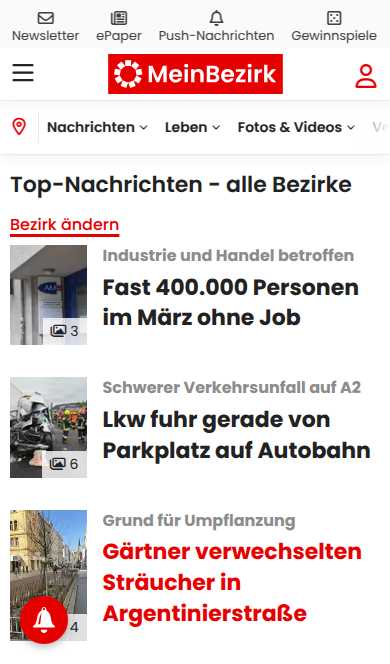 Newsletter ePaper Push-Nachrichten Gewinnspiele
MeinBezirk
Nachrichten Leben Fotos & Videos
Top-Nachrichten - alle Bezirke
Bezirk ändern
Industrie und Handel betroffen
Fast 400.000 Personen
im März ohne Job
3
Schwerer Verkehrsunfall auf A2
Lkw fuhr gerade von
Parkplatz auf Autobahn
6
Grund für Umpflanzung
Gärtner verwechselten
Sträucher in
Argentinierstraße
4